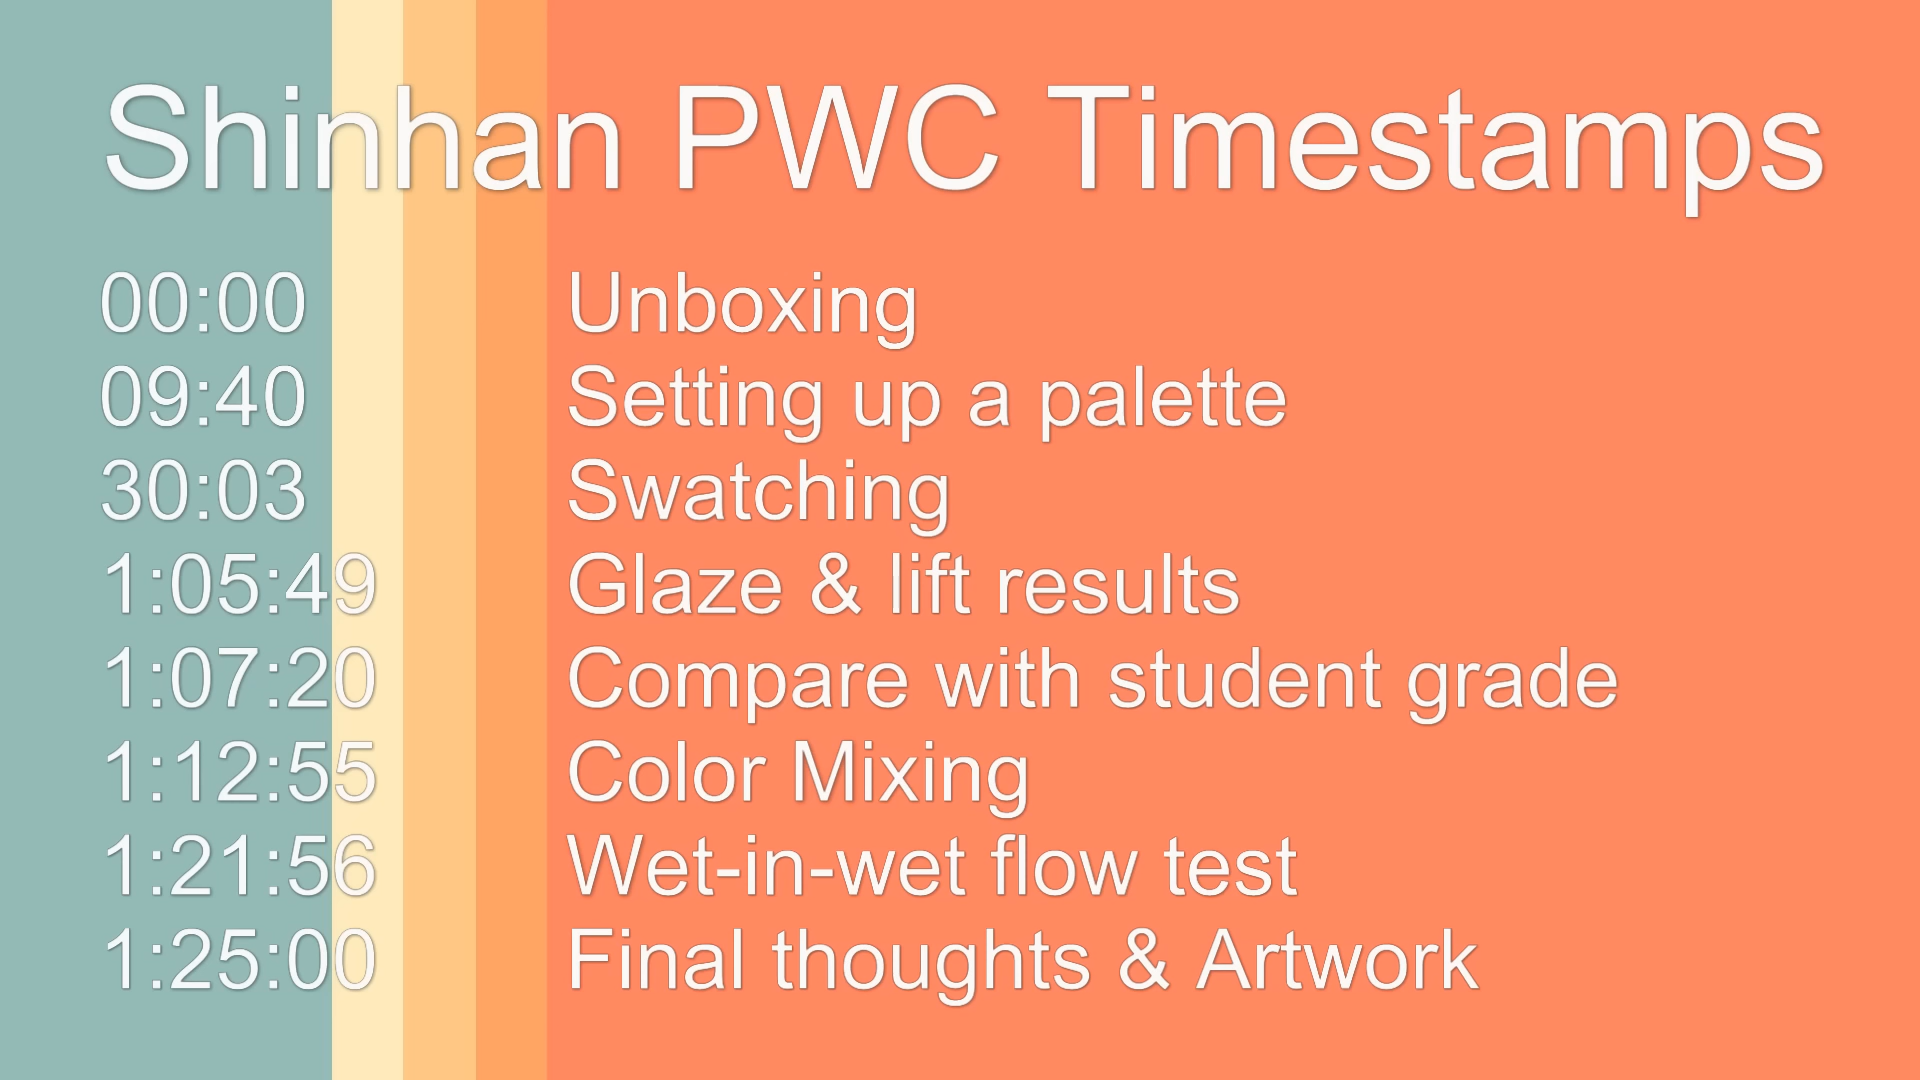 Shinhan PWC Timestamps
00:00 Unboxing
09:40 Setting up a palette
30:03 Swatching
1:05:49 Glaze & lift results
1:07:20 Compare with student grade
1:12:55 Color Mixing
1:21:56 Wet-in-wet flow test
1:25:00 Final thoughts & Artwork